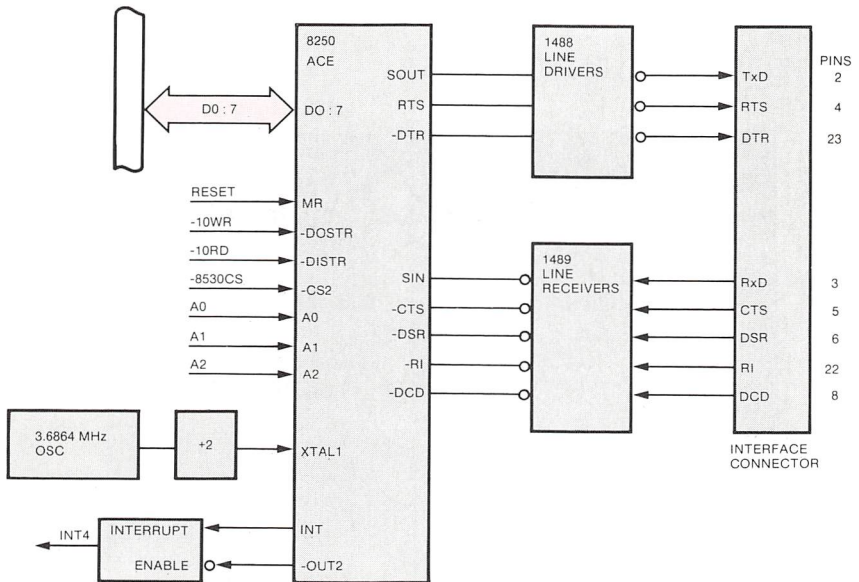 8250
ACE
D0 : 7
DO : 7
SOUT
RTS
-DTR
1488
LINE
DRIVERS
TxD
RTS
DTR
PINS
2
4
23
RESET
MR
-10WR
-DOSTR
-10RD
-DISTR
-8530CS
-CS2
A0
A0
A1
A1
A2
A2
SIN
-CTS
-DSR
-RI
-DCD
1489
LINE
RECEIVERS
RxD
CTS
DSR
RI
DCD
3
5
6
22
8
INTERFACE
CONNECTOR
3.6864 MHz
OSC
+2
XTAL1
INT4
INTERRUPT
ENABLE
INT
-OUT2